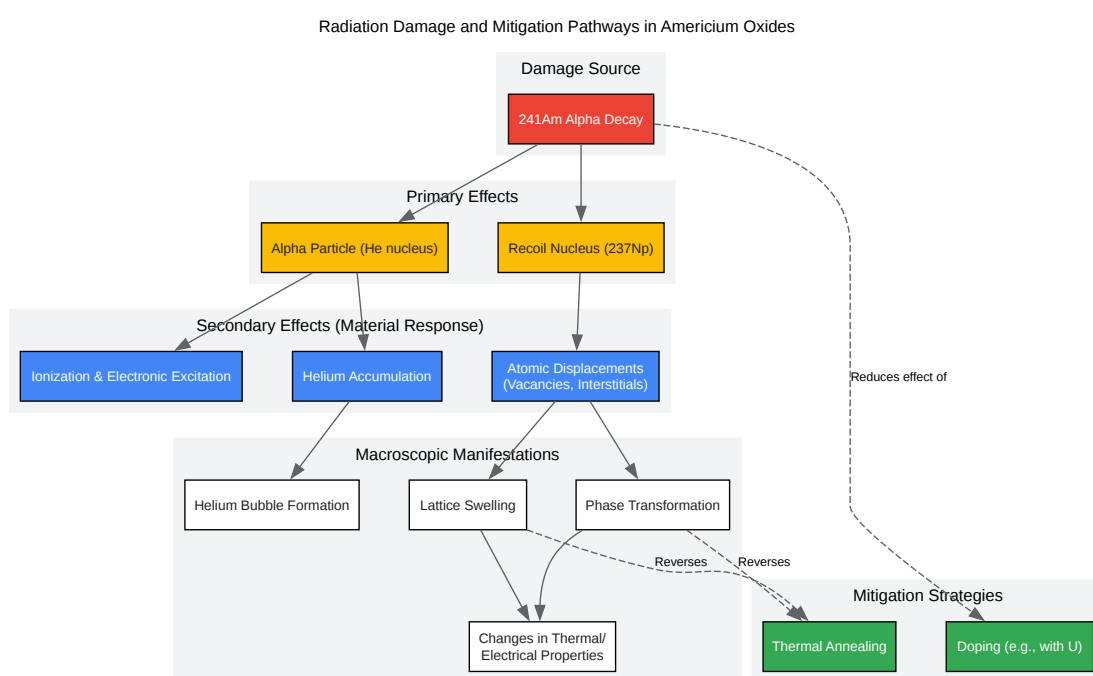 Radiation Damage and Mitigation Pathways in Americium Oxides
Damage Source
241Am Alpha Decay
Primary Effects
Alpha Particle (He nucleus)
Recoil Nucleus (237Np)
Secondary Effects (Material Response)
Ionization & Electronic Excitation
Helium Accumulation
Atomic Displacements
(Vacancies, Interstitials)
Reduces effect of
Macroscopic Manifestations
Helium Bubble Formation
Lattice Swelling
Phase Transformation
Reverses
Reverses
Changes in Thermal/
Electrical Properties
Mitigation Strategies
Thermal Annealing
Doping (e.g., with U)